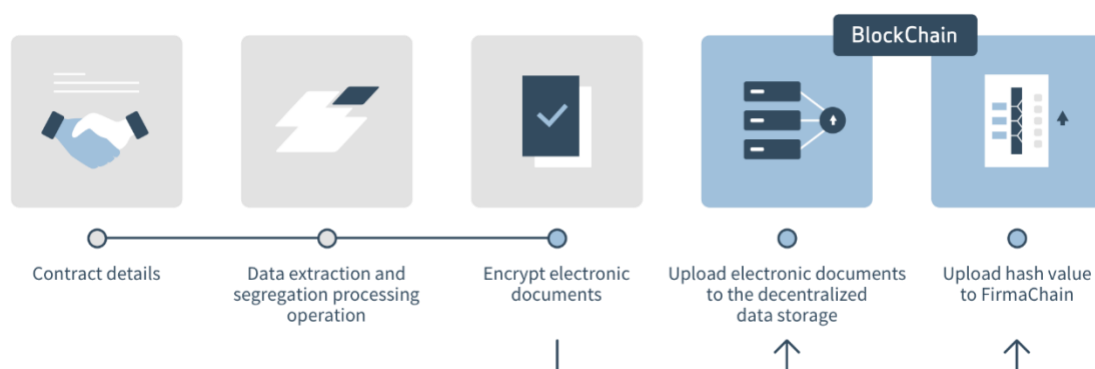 BlockChain
Contract details
Data extraction and
segregation processing
operation
Encrypt electronic
documents
Upload electronic documents
to the decentralized
data storage
Upload hash value
to FirmaChain